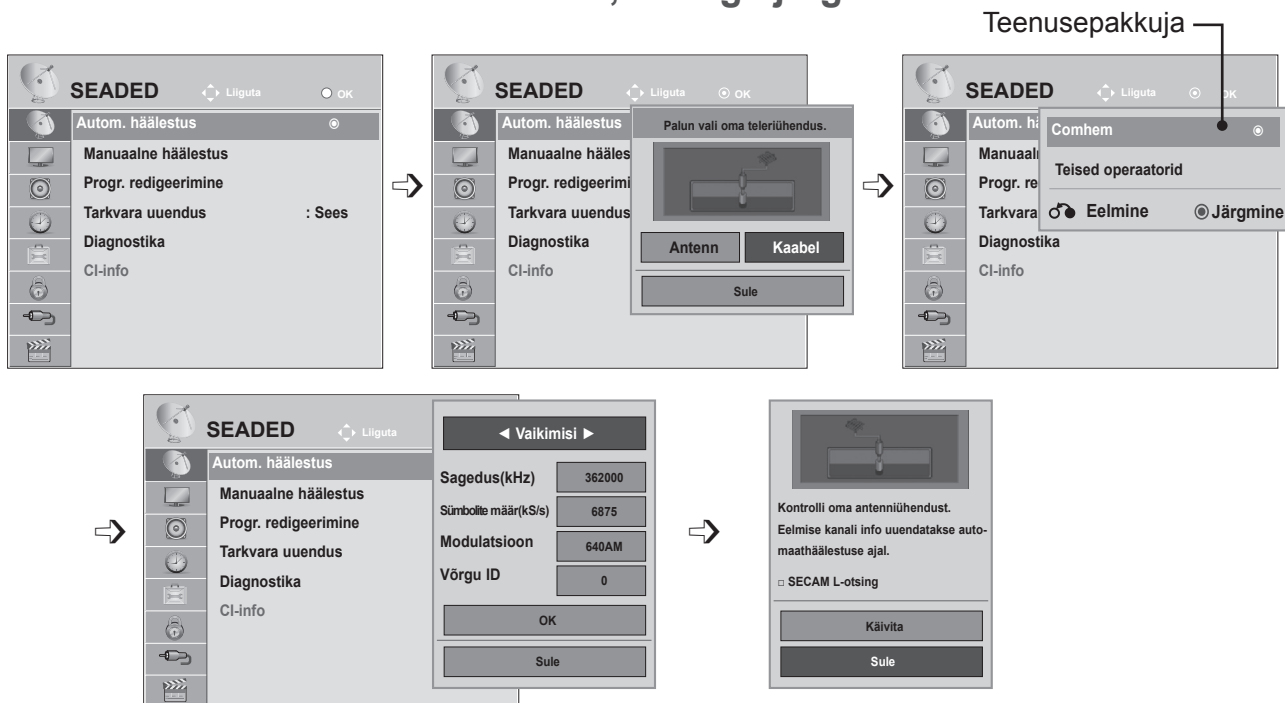 Teenusepakkuja
SEADED Liiguta OK
Autom. häälestus
Manuaalne häälestus
Progr. redigeerimine
Tarkvara uuendus : Sees
Diagnostika
CI-info
SEADED Liiguta OK
Autom. häälestus
Manuaalne hääles
Progr. redigeerimi
Tarkvara uuendus
Diagnostika
CI-info
Palun vali oma teleriühendus.
Antenn Kaabel
Sule
SEADED Liiguta OK
Autom. hä
Manuaal
Progr. re
Tarkvara
Diagnostika
CI-info
Comhem
Teised operaatorid
Eelmine Järgmine
SEADED Liiguta
Autom. häälestus
Manuaalne häälestus
Progr. redigeerimine
Tarkvara uuendus
Diagnostika
CI-info
◄ Vaikimisi ►
Sagedus(kHz) 362000
Sümbolite määr(kS/s) 6875
Modulatsioon 640AM
Võrgu ID 0
OK
Sule
Kontrolli oma antenniühendust.
Eelmise kanali info uuendatakse auto-
maathäälestuse ajal.
□ SECAM L-otsing
Käivita
Sule